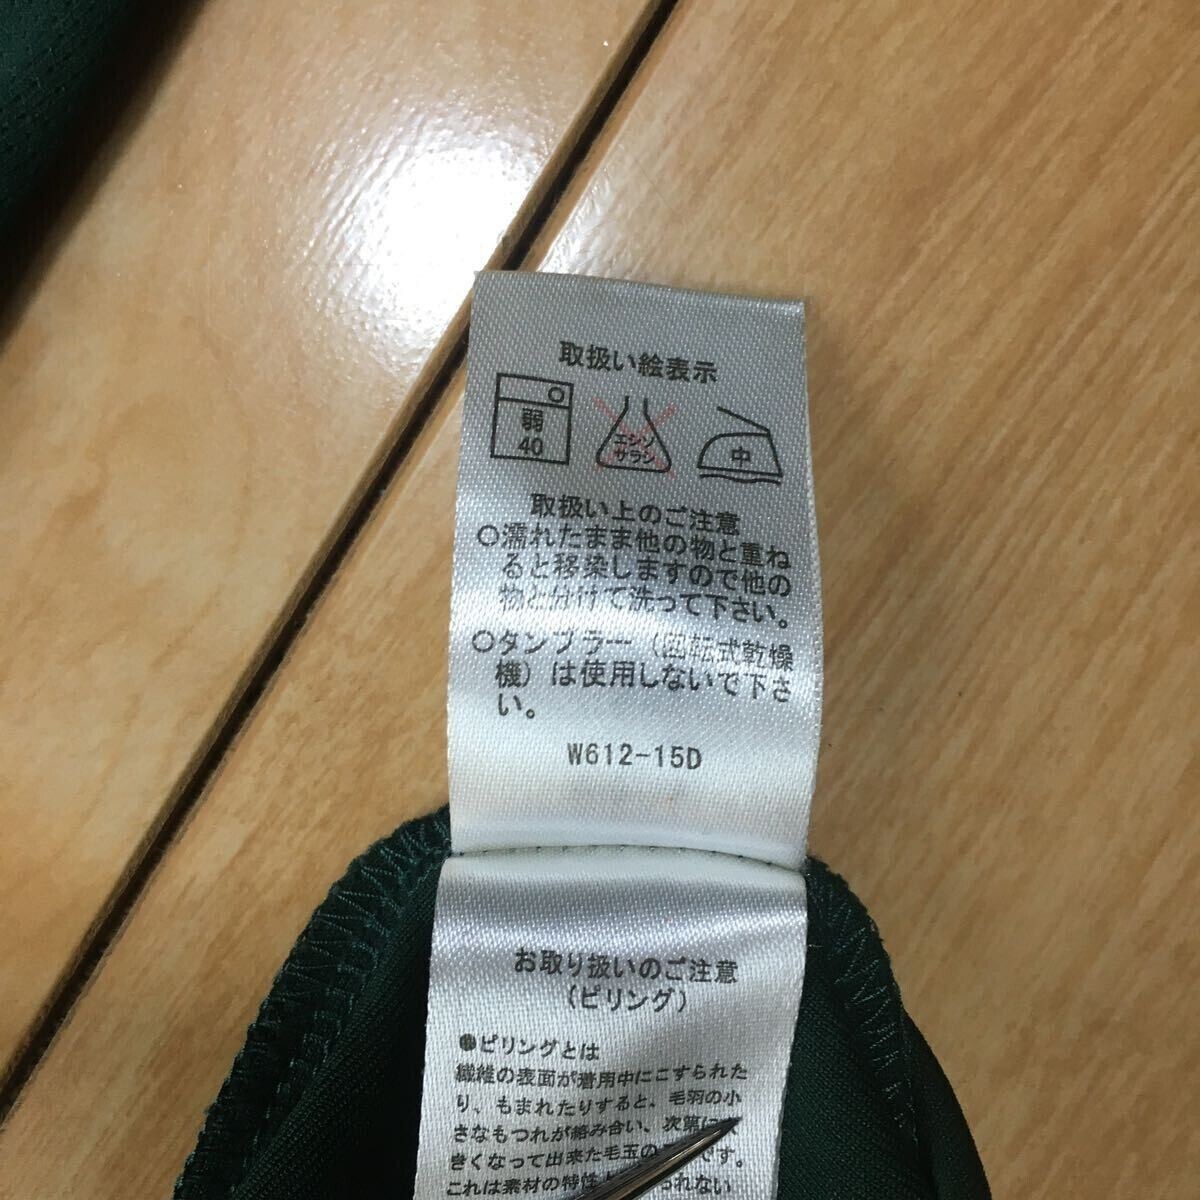 取扱い絵表示
弱
40
エンソ
サラシ
中
取扱い上のご注意
○濡れたまま他の物と重ね
ると移染しますので他の
物と分けて洗って下さい。
○タンブラー（回転式乾燥
機）は使用しないで下さ
い。
W612-15D
お取り扱いのご注意
（ピリング）
●ピリングとは
繊維の表面が着用中にこすられた
り、もまれたりすると、毛羽の小
さなもつれが絡み合い、次第に
きくなって出来た毛玉の です。
これは素材の特性 られない